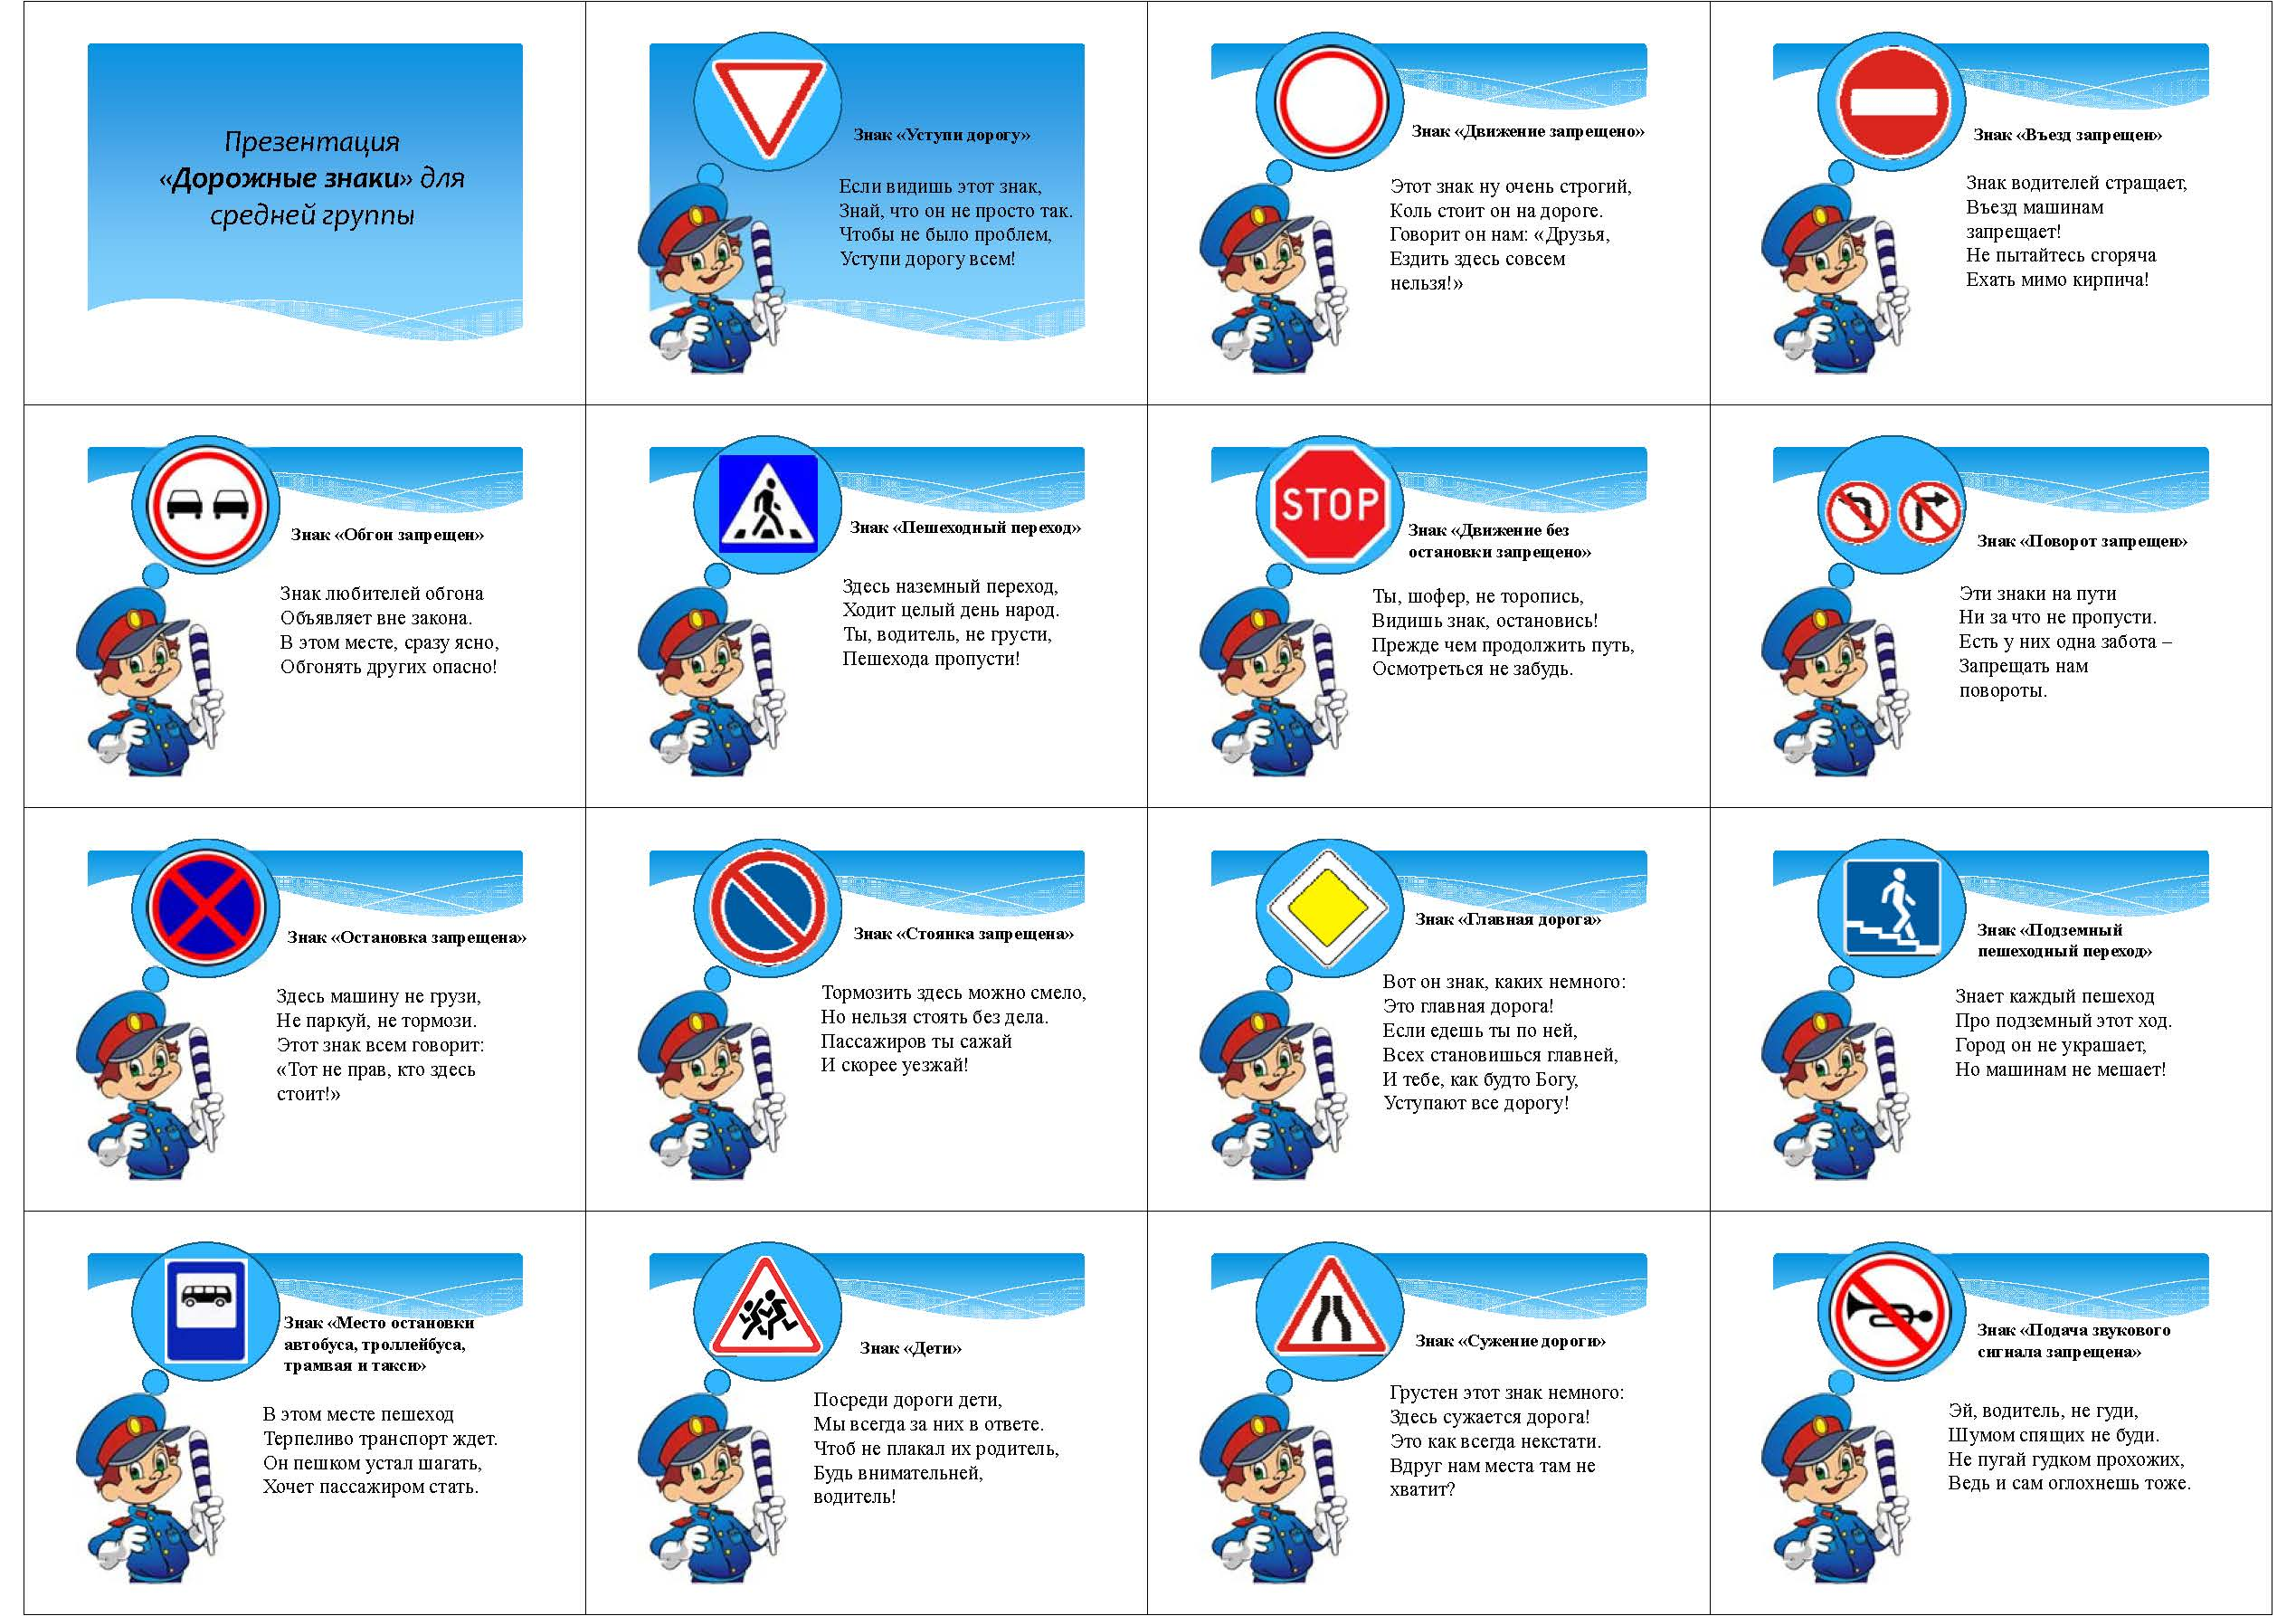 Презентация
«Дорожные знаки» для
средней группы
Знак «Уступи дорогу»
Если видишь этот знак,
Знай, что он не просто так.
Чтобы не было проблем,
Уступи дорогу всем!
Знак «Движение запрещено»
Этот знак ну очень строгий,
Коль стоит он на дороге.
Говорит он нам: «Друзья,
Ездить здесь совсем
нельзя!»
Знак «Въезд запрещен»
Знак водителей стращает,
Въезд машинам
запрещает!
Не пытайтесь сгоряча
Ехать мимо кирпича!
Знак «Обгон запрещен»
Знак любителей обгона
Объявляет вне закона.
В этом месте, сразу ясно,
Обгонять других опасно!
Знак «Пешеходный переход»
Здесь наземный переход,
Ходит целый день народ.
Ты, водитель, не грусти,
Пешехода пропусти!
STOP
Знак «Движение без
остановки запрещено»
Ты, шофер, не торопись,
Видишь знак, остановись!
Прежде чем продолжить путь,
Осмотреться не забудь.
Знак «Поворот запрещен»
Эти знаки на пути
Ни за что не пропусти.
Есть у них одна забота –
Запрещать нам
повороты.
Знак «Остановка запрещена»
Здесь машину не грузи,
Не паркуй, не тормози.
Этот знак всем говорит:
«Тот не прав, кто здесь
стоит!»
Знак «Стоянка запрещена»
Тормозить здесь можно смело,
Но нельзя стоять без дела.
Пассажиров ты сажай
И скорее уезжай!
Знак «Главная дорога»
Вот он знак, каких немного:
Это главная дорога!
Если едешь ты по ней,
Всех становишься главней,
И тебе, как будто Богу,
Уступают все дорогу!
Знак «Подземный
пешеходный переход»
Знает каждый пешеход
Про подземный этот ход.
Город он не украшает,
Но машинам не мешает!
Знак «Место остановки
автобуса, троллейбуса,
трамвая и такси»
В этом месте пешеход
Терпеливо транспорт ждет.
Он пешком устал шагать,
Хочет пассажиром стать.
Знак «Дети»
Посреди дороги дети,
Мы всегда за них в ответе.
Чтоб не плакал их родитель,
Будь внимательней,
водитель!
Знак «Сужение дороги»
Грустен этот знак немного:
Здесь сужается дорога!
Это как всегда некстати.
Вдруг нам места там не
хватит?
Знак «Подача звукового
сигнала запрещена»
Эй, водитель, не гуди,
Шумом спящих не буди.
Не пугай гудком прохожих,
Ведь и сам оглохнешь тоже.